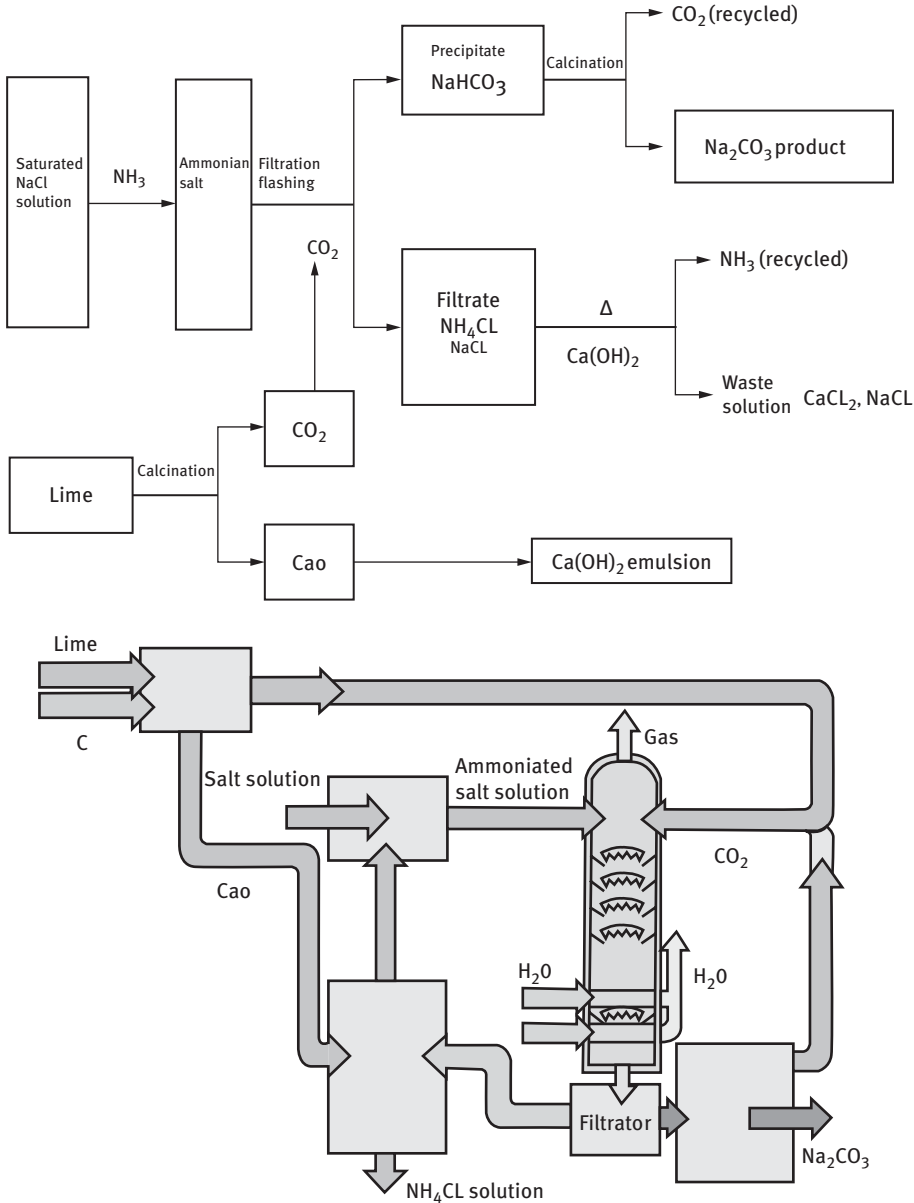 CO₂ (recycled)
Precipitate
NaHCO₃
Calcination
Na₂CO₃ product
Saturated
NaCl
solution
NH₃
Ammonian
salt
Filtration
flashing
CO₂
Filtrate
NH₄CL
NaCL
Δ
Ca(OH)₂
NH₃ (recycled)
Waste
solution
CaCL₂, NaCL
CO₂
Lime
Calcination
Cao
Ca(OH)₂ emulsion
Lime
C
Gas
Salt solution
Ammoniated
salt solution
CO₂
Cao
H₂0
H₂0
Filtrator
Na₂CO₃
NH₄CL solution